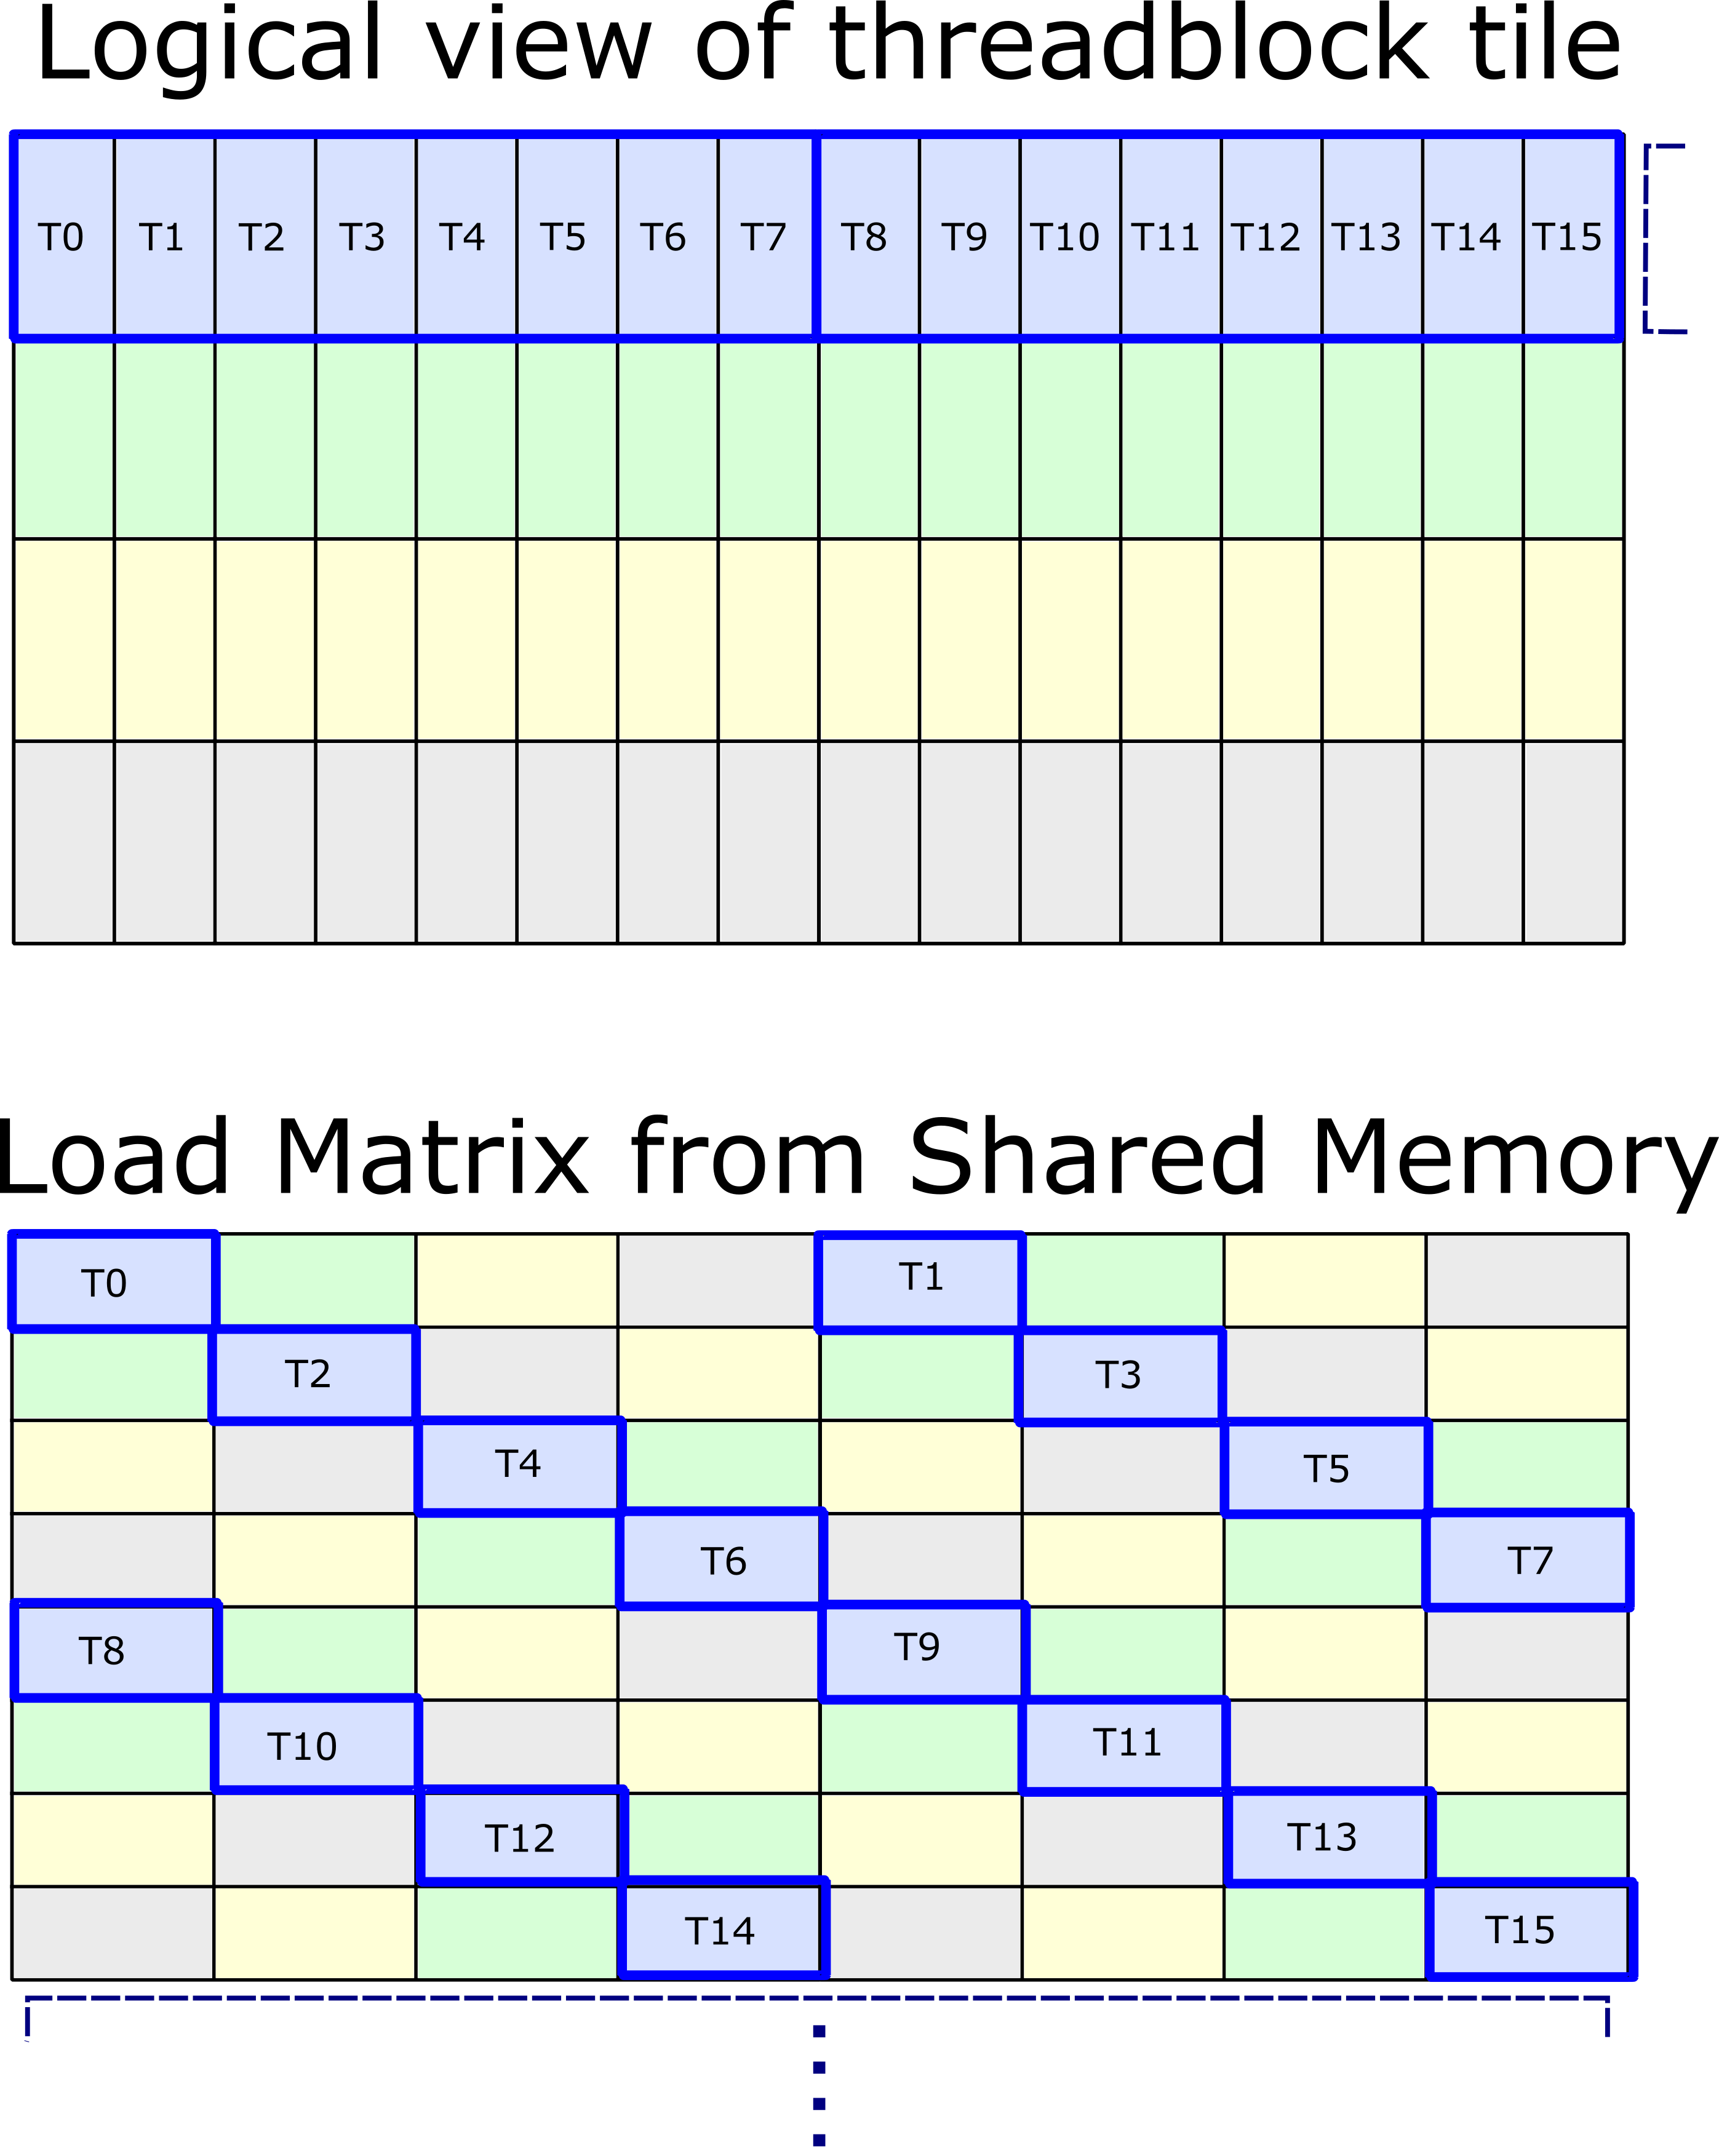 Logical view of threadblock tile
T0 T1 T2 T3 T4 T5 T6 T7 T8 T9 T10 T11 T12 T13 T14 T15
Load Matrix from Shared Memory
T0 T1
T2 T3
T4 T5
T6 T7
T8 T9
T10 T11
T12 T13
T14 T15